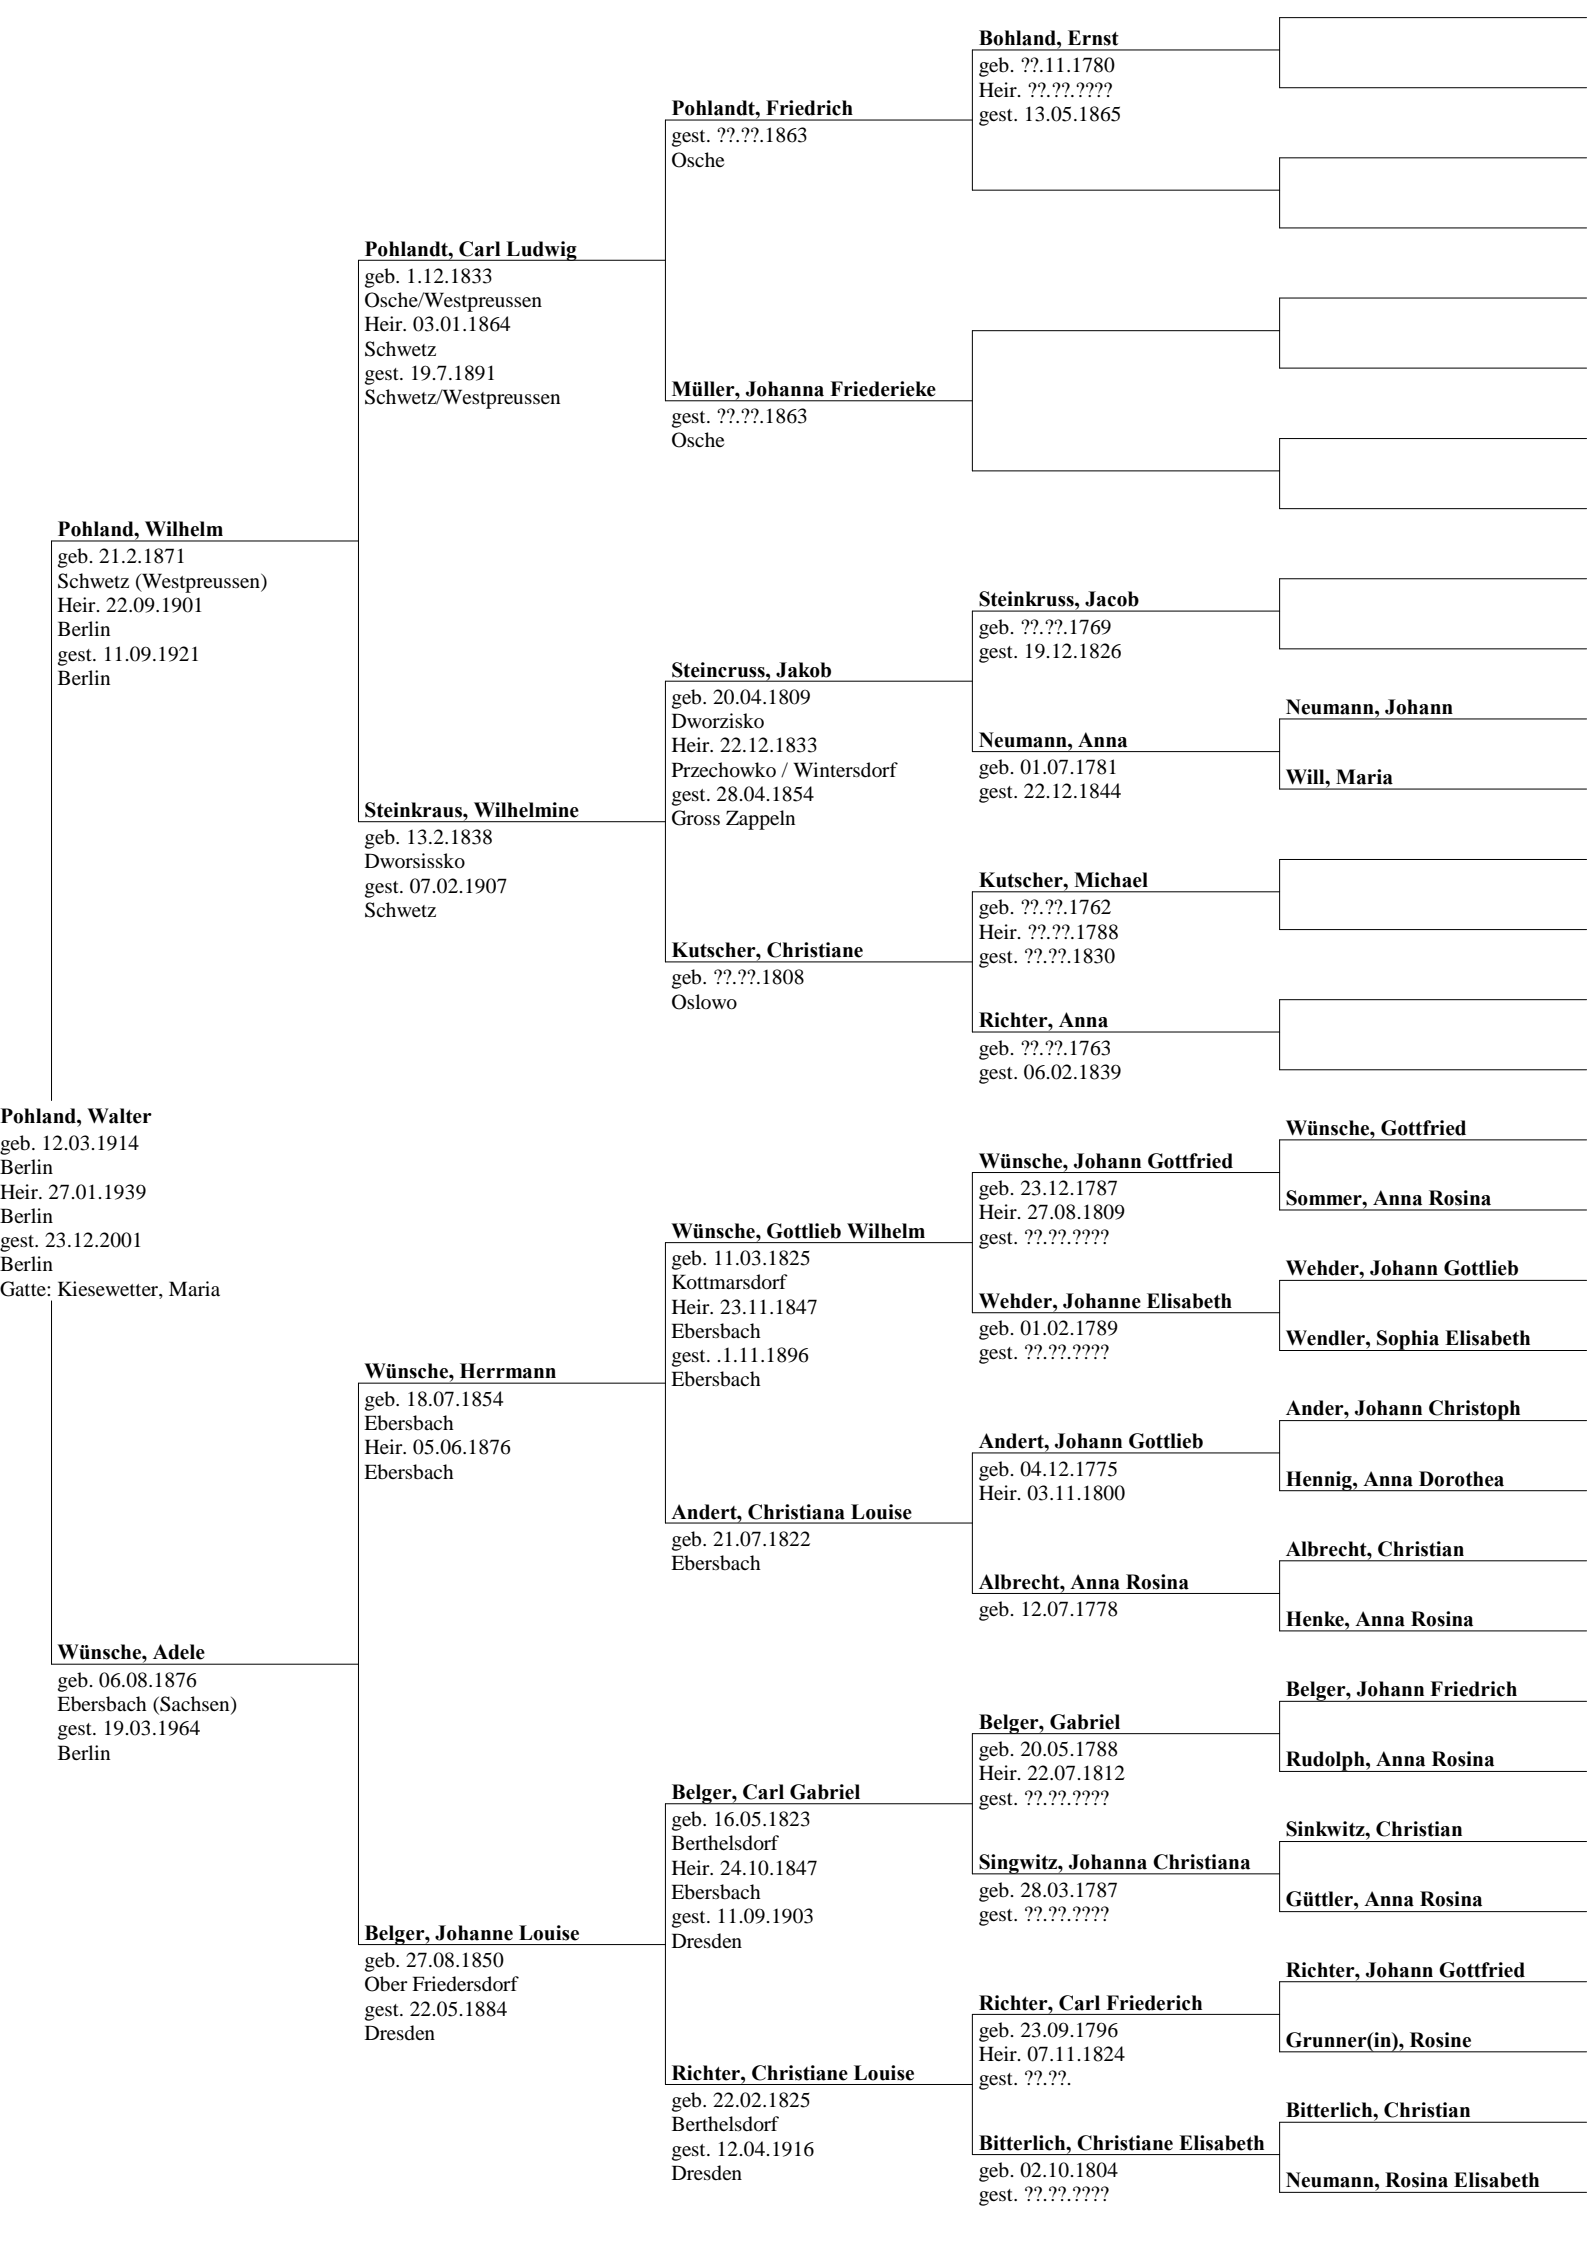 Bohland, Ernst
geb. ??.11.1780
Heir. ??.??.????
gest. 13.05.1865
Pohlandt, Friedrich
gest. ??.??.1863
Osche
Pohlandt, Carl Ludwig
geb. 1.12.1833
Osche/Westpreussen
Heir. 03.01.1864
Schwetz
gest. 19.7.1891
Schwetz/Westpreussen
Müller, Johanna Friederieke
gest. ??.??.1863
Osche
Pohland, Wilhelm
geb. 21.2.1871
Schwetz (Westpreussen)
Heir. 22.09.1901
Berlin
gest. 11.09.1921
Berlin
Steinkruss, Jacob
geb. ??.??.1769
gest. 19.12.1826
Steincruss, Jakob
geb. 20.04.1809
Dworzisko
Heir. 22.12.1833
Przechowko / Wintersdorf
gest. 28.04.1854
Gross Zappeln
Neumann, Johann
Neumann, Anna
geb. 01.07.1781
gest. 22.12.1844
Will, Maria
Steinkraus, Wilhelmine
geb. 13.2.1838
Dworsissko
gest. 07.02.1907
Schwetz
Kutscher, Michael
geb. ??.??.1762
Heir. ??.??.1788
gest. ??.??.1830
Kutscher, Christiane
geb. ??.??.1808
Oslowo
Richter, Anna
geb. ??.??.1763
gest. 06.02.1839
Pohland, Walter
geb. 12.03.1914
Berlin
Heir. 27.01.1939
Berlin
gest. 23.12.2001
Berlin
Gatte: Kiesewetter, Maria
Wünsche, Gottfried
Wünsche, Johann Gottfried
geb. 23.12.1787
Heir. 27.08.1809
gest. ??.??.????
Sommer, Anna Rosina
Wünsche, Gottlieb Wilhelm
geb. 11.03.1825
Kottmarsdorf
Heir. 23.11.1847
Ebersbach
gest. .1.11.1896
Ebersbach
Wehder, Johann Gottlieb
Wehder, Johanne Elisabeth
geb. 01.02.1789
gest. ??.??.????
Wendler, Sophia Elisabeth
Wünsche, Herrmann
geb. 18.07.1854
Ebersbach
Heir. 05.06.1876
Ebersbach
Ander, Johann Christoph
Andert, Johann Gottlieb
geb. 04.12.1775
Heir. 03.11.1800
Hennig, Anna Dorothea
Andert, Christiana Louise
geb. 21.07.1822
Ebersbach
Albrecht, Christian
Albrecht, Anna Rosina
geb. 12.07.1778
Henke, Anna Rosina
Wünsche, Adele
geb. 06.08.1876
Ebersbach (Sachsen)
gest. 19.03.1964
Berlin
Belger, Johann Friedrich
Belger, Gabriel
geb. 20.05.1788
Heir. 22.07.1812
gest. ??.??.????
Rudolph, Anna Rosina
Belger, Carl Gabriel
geb. 16.05.1823
Berthelsdorf
Heir. 24.10.1847
Ebersbach
gest. 11.09.1903
Dresden
Sinkwitz, Christian
Singwitz, Johanna Christiana
geb. 28.03.1787
gest. ??.??.????
Güttler, Anna Rosina
Belger, Johanne Louise
geb. 27.08.1850
Ober Friedersdorf
gest. 22.05.1884
Dresden
Richter, Johann Gottfried
Richter, Carl Friederich
geb. 23.09.1796
Heir. 07.11.1824
gest. ??.??.
Grunner(in), Rosine
Richter, Christiane Louise
geb. 22.02.1825
Berthelsdorf
gest. 12.04.1916
Dresden
Bitterlich, Christian
Bitterlich, Christiane Elisabeth
geb. 02.10.1804
gest. ??.??.????
Neumann, Rosina Elisabeth